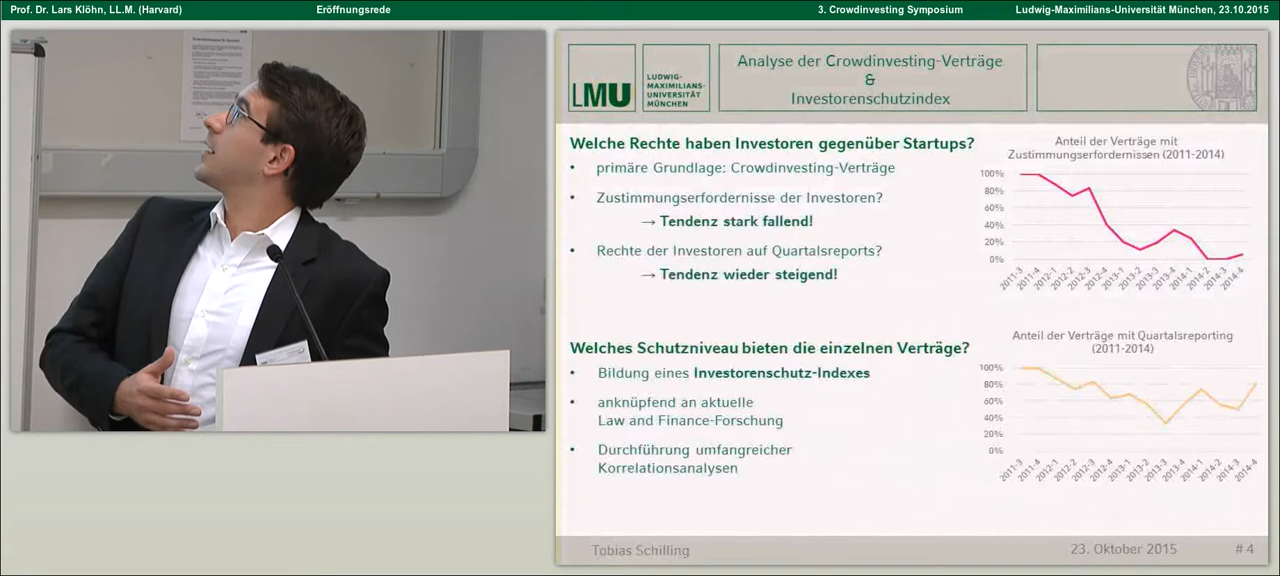 Prof. Dr. Lars Klöhn, LL.M. (Harvard)
Eröffnungsrede
3. Crowdinvesting Symposium
Ludwig-Maximilians-Universität München, 23.10.2015
LMU
LUDWIG-
MAXIMILIANS-
UNIVERSITÄT
MÜNCHEN
Analyse der Crowdinvesting-Verträge
&
Investorenschutzindex
Welche Rechte haben Investoren gegenüber Startups?
• primäre Grundlage: Crowdinvesting-Verträge
• Zustimmungserfordernisse der Investoren?
→ Tendenz stark fallend!
• Rechte der Investoren auf Quartalsreports?
→ Tendenz wieder steigend!
Anteil der Verträge mit
Zustimmungserfordernissen (2011-2014)
100%
80%
60%
40%
20%
0%
2011-3
2011-4
2012-1
2012-2
2012-3
2012-4
2013-1
2013-2
2013-3
2013-4
2014-1
2014-2
2014-3
2014-4
Welches Schutzniveau bieten die einzelnen Verträge?
• Bildung eines Investorenschutz-Indexes
• anknüpfend an aktuelle
Law and Finance-Forschung
• Durchführung umfangreicher
Korrelationsanalysen
Anteil der Verträge mit Quartalsreporting
(2011-2014)
100%
80%
60%
40%
20%
0%
2011-3
2011-4
2012-1
2012-2
2012-3
2012-4
2013-1
2013-2
2013-3
2013-4
2014-1
2014-2
2014-3
2014-4
Tobias Schilling
23. Oktober 2015
# 4